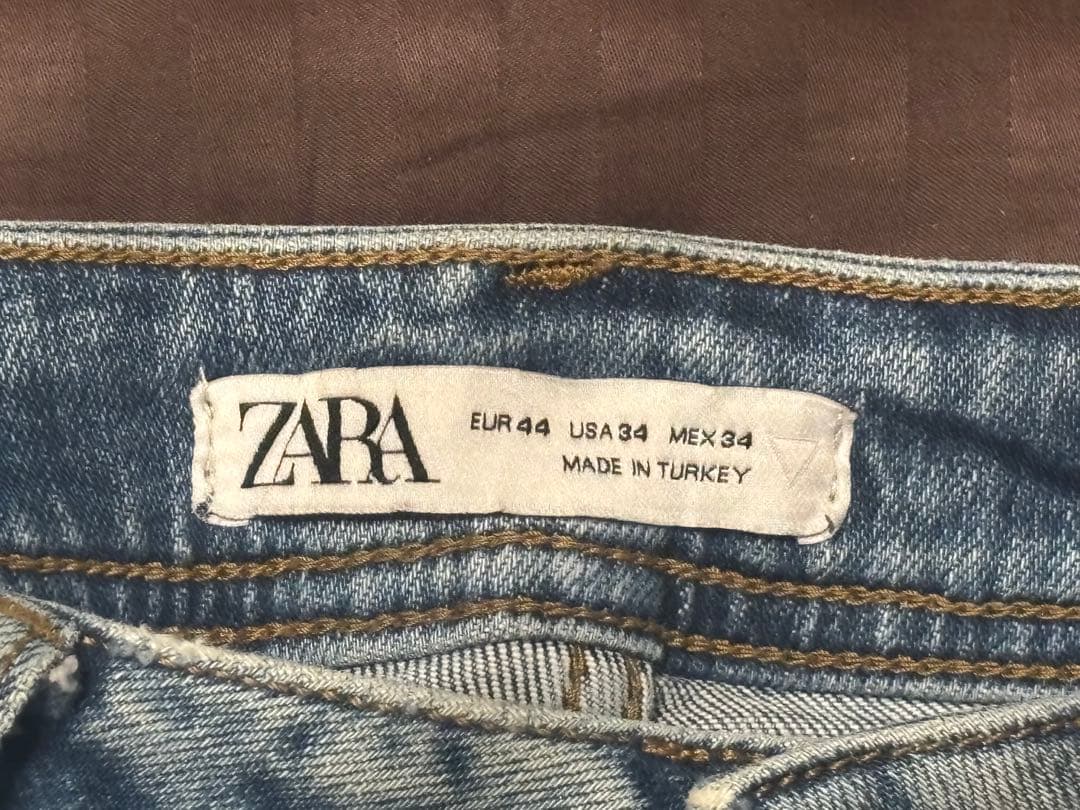 ZARA
EUR 44 USA 34 MEX 34
MADE IN TURKEY